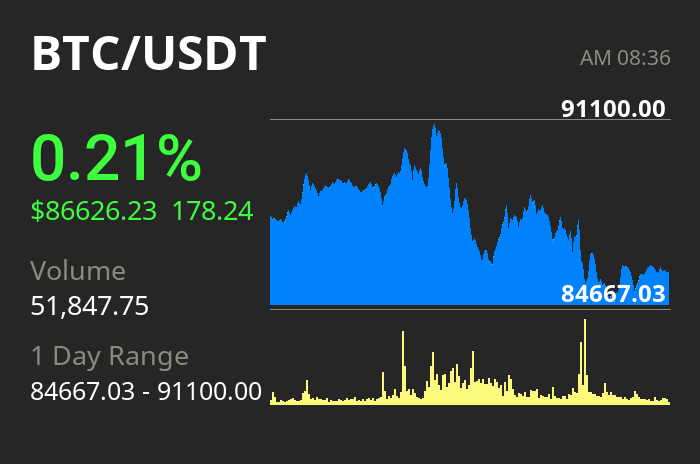 BTC/USDT
AM 08:36
91100.00
0.21%
$86626.23 178.24
Volume
51,847.75
84667.03
1 Day Range
84667.03 - 91100.00